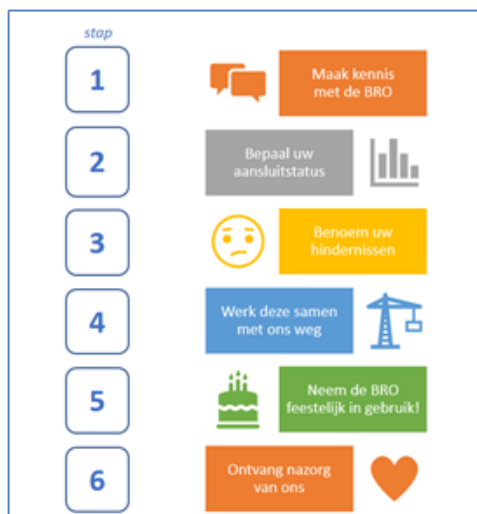 stap
1
Maak kennis
met de BRO
2
Bepaal uw
aansluitstatus
3
Benoem uw
hindernissen
4
Werk deze samen
met ons weg
5
Neem de BRO
feestelijk in gebruik!
6
Ontvang nazorg
van ons